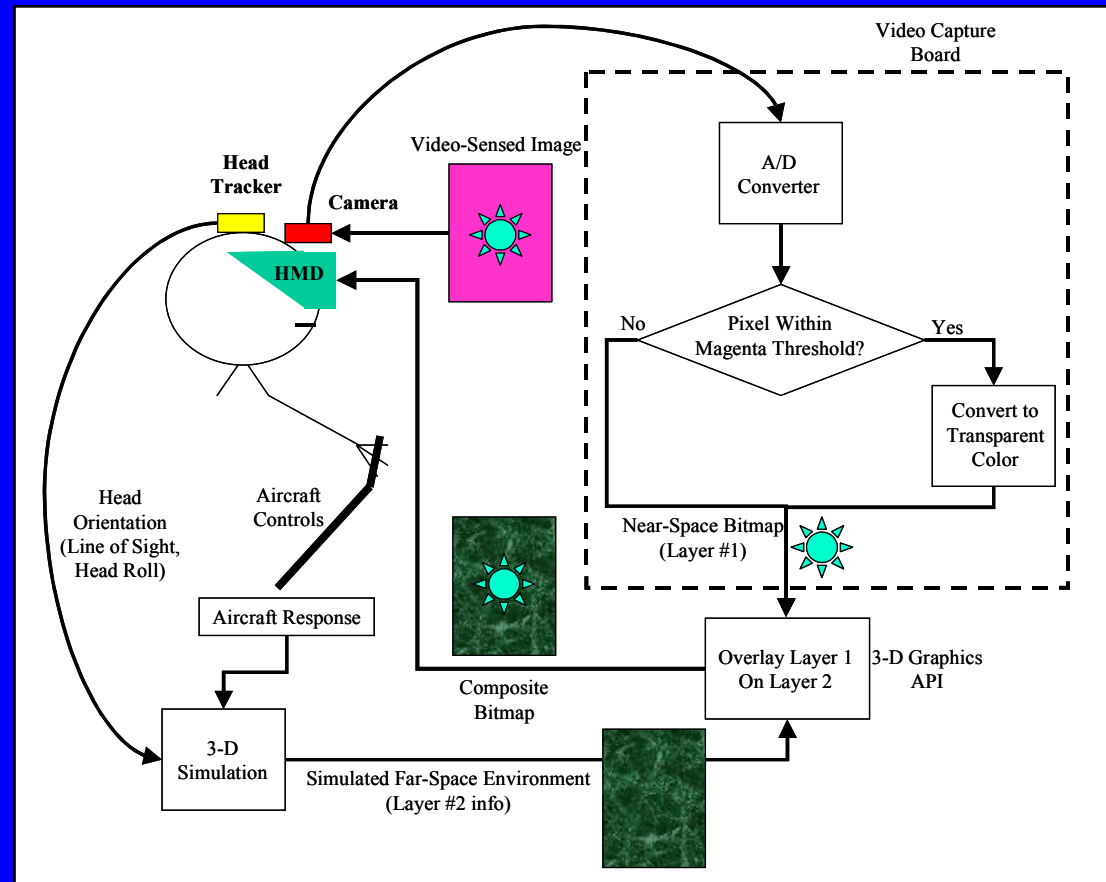 Video Capture
Board
Video-Sensed Image
Head
Tracker
Camera
HMD
A/D
Converter
No
Pixel Within
Magenta Threshold?
Yes
Convert to
Transparent
Color
Head
Orientation
(Line of Sight,
Head Roll)
Aircraft
Controls
Near-Space Bitmap
(Layer #1)
Aircraft Response
Overlay Layer 1
On Layer 2
3-D Graphics
API
Composite
Bitmap
3-D
Simulation
Simulated Far-Space Environment
(Layer #2 info)